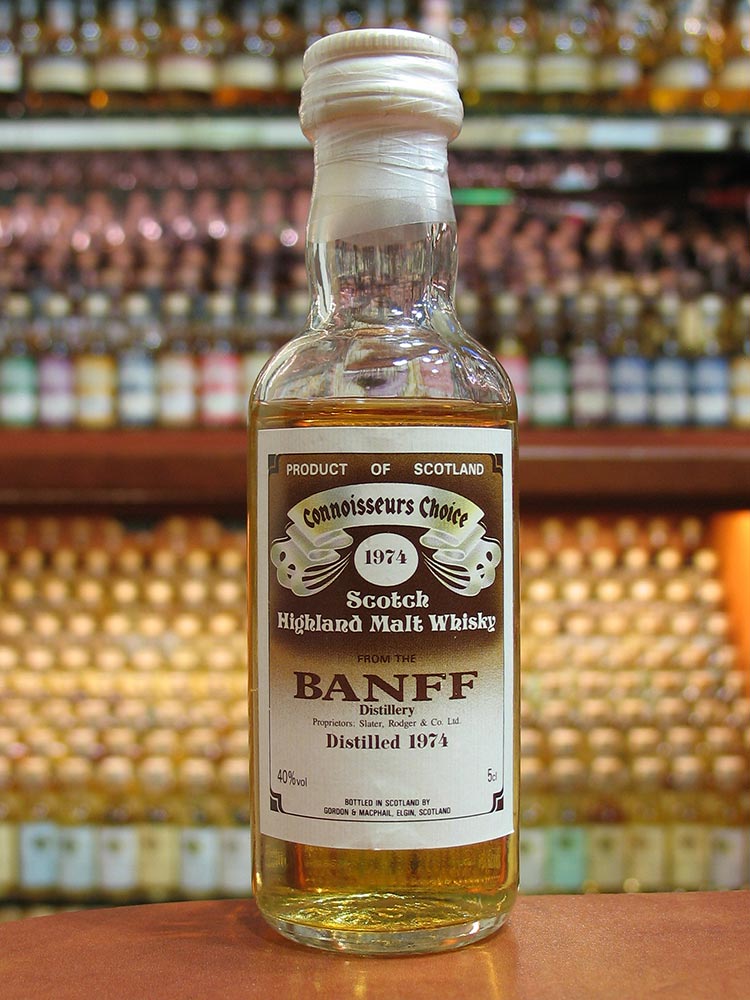 PRODUCT OF SCOTLAND
Connoisseurs Choice
1974
Scotch
Highland Malt Whisky
FROM THE
BANFF
Distillery
Proprietors: Slater, Rodger & Co. Ltd.
Distilled 1974
40%vol 5cl
BOTTLED IN SCOTLAND BY
GORDON & MACPHAIL, ELGIN, SCOTLAND